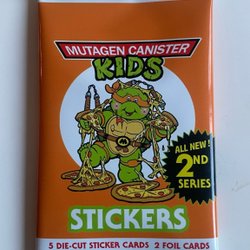 MUTAGEN CANISTER
KIDS
ALL NEW!
2ND
SERIES
STICKERS
5 DIE-CUT STICKER CARDS 2 FOIL CARDS